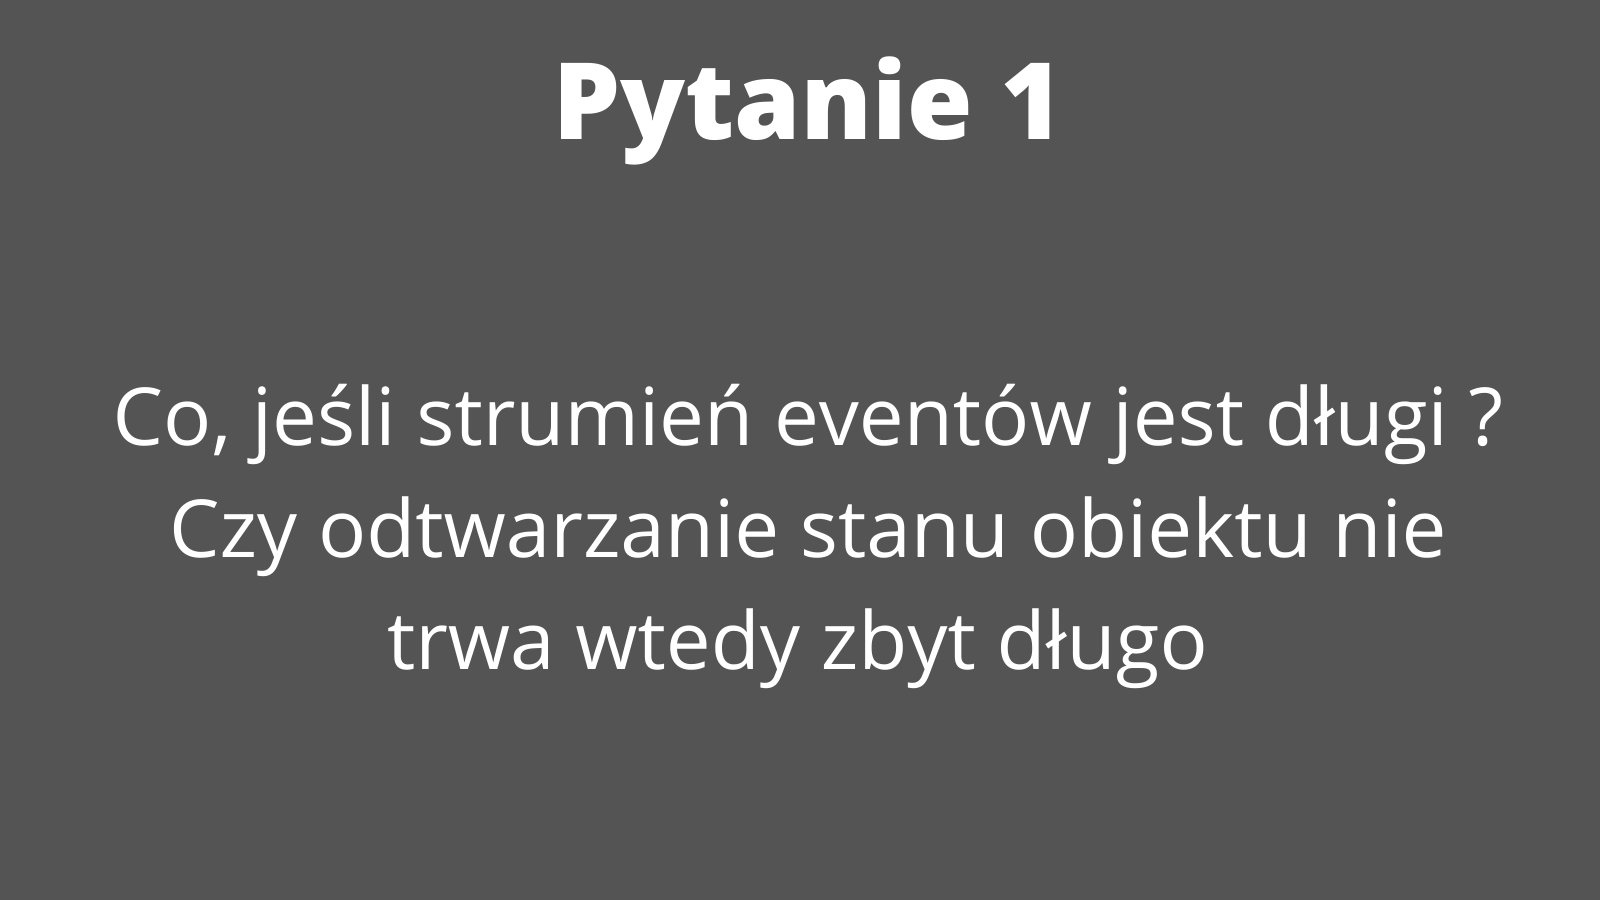 Pytanie 1
Co, jeśli strumień eventów jest długi ?
Czy odtwarzanie stanu obiektu nie
trwa wtedy zbyt długo